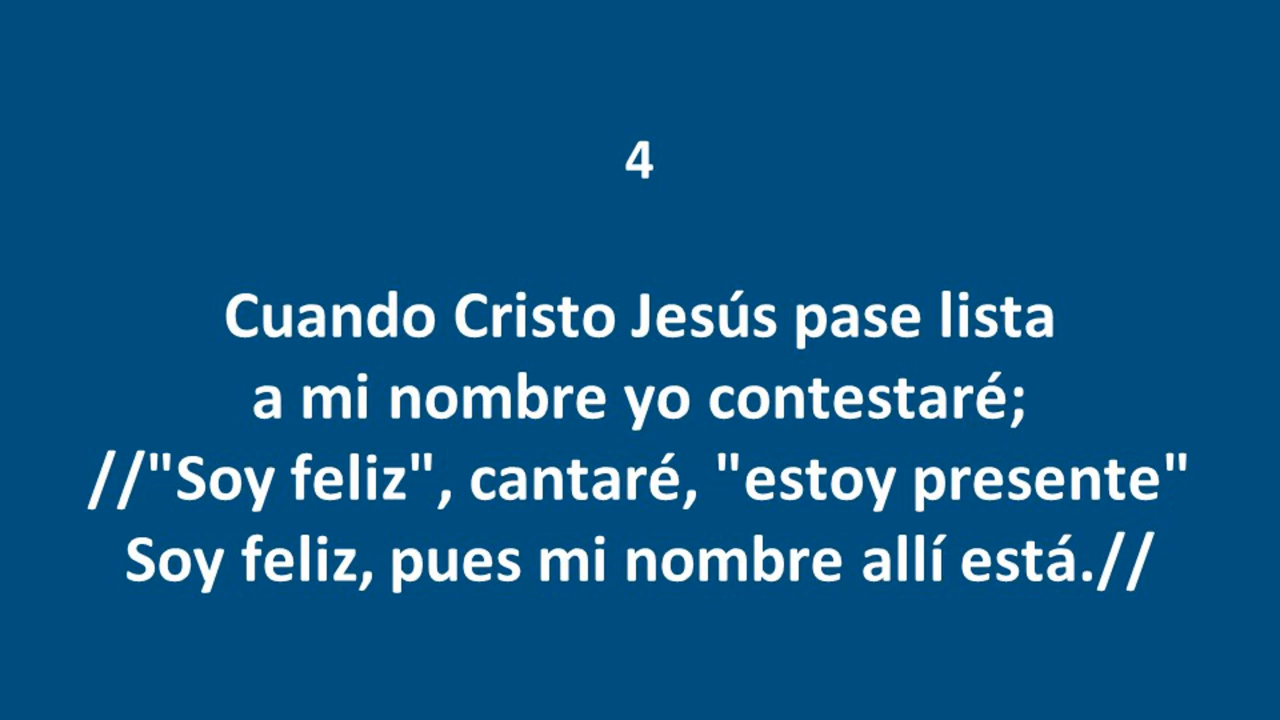 4
Cuando Cristo Jesús pase lista
a mi nombre yo contestaré;
//"Soy feliz", cantaré, "estoy presente"
Soy feliz, pues mi nombre allí está.//